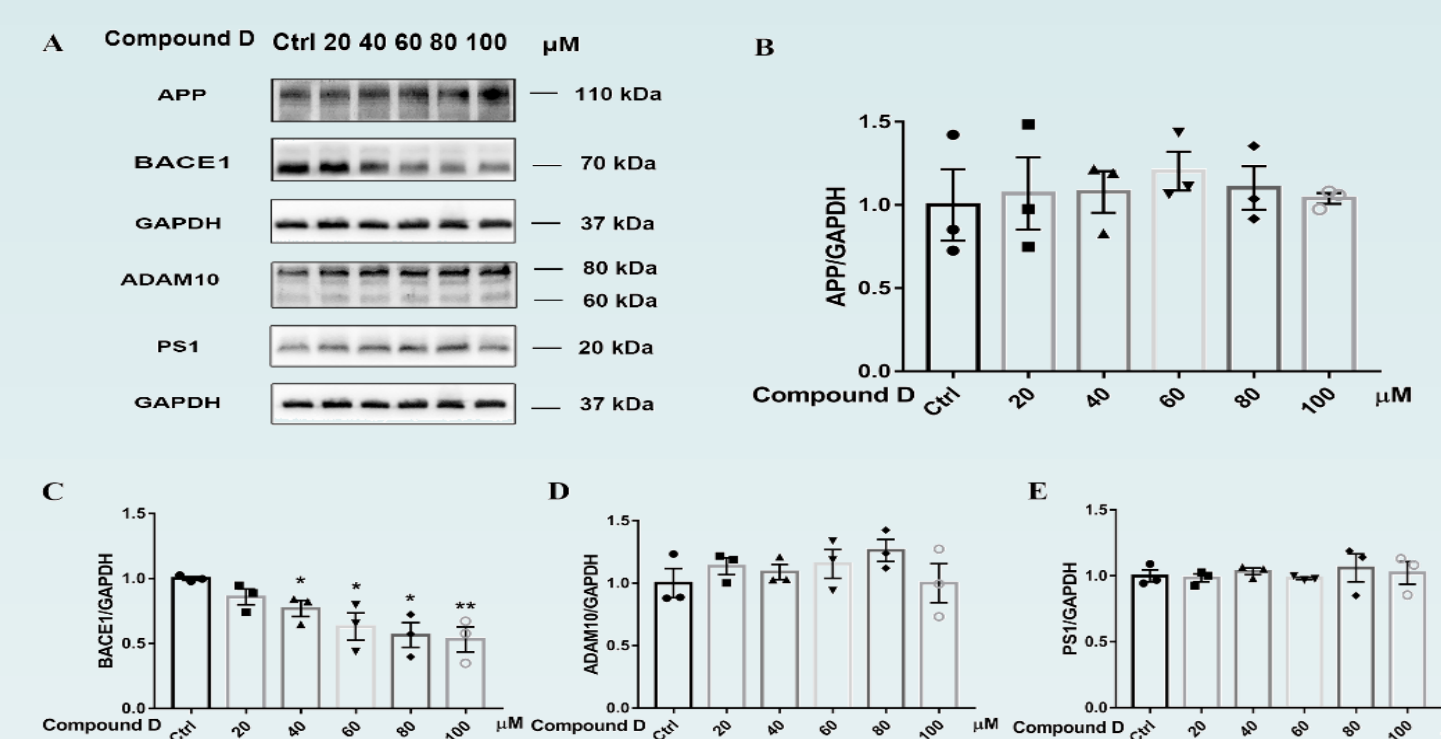 A
Compound D Ctrl 20 40 60 80 100 μM
APP 110 kDa
BACE1 70 kDa
GAPDH 37 kDa
ADAM10 80 kDa
60 kDa
PS1 20 kDa
GAPDH 37 kDa
B
APP/GAPDH
1.5
1.0
0.5
0.0
Compound D Ctrl 20 40 60 80 100 μM
C
BACE1/GAPDH
1.5
1.0
0.5
0.0
* * * **
Compound D Ctrl 20 40 60 80 100 μM
D
ADAM10/GAPDH
1.5
1.0
0.5
0.0
Compound D Ctrl 20 40 60 80 100 μM
E
PS1/GAPDH
1.5
1.0
0.5
0.0
Compound D Ctrl 20 40 60 80 100